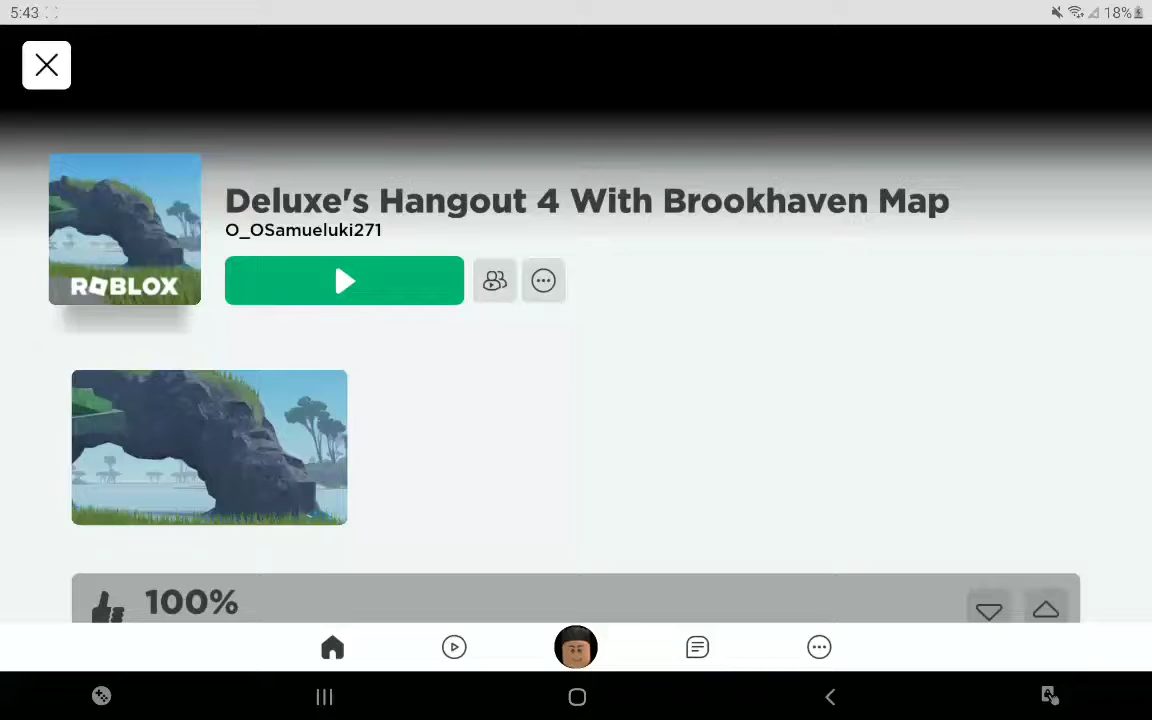 5:43
18%
Deluxe's Hangout 4 With Brookhaven Map
O_OSamueluki271
ROBLOX
100%